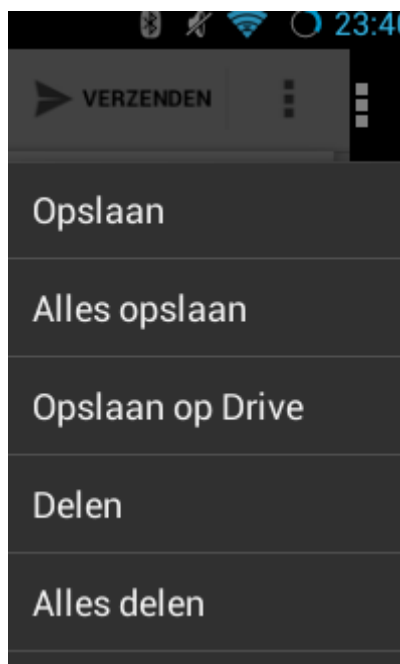 23:40
VERZENDEN
Opslaan
Alles opslaan
Opslaan op Drive
Delen
Alles delen